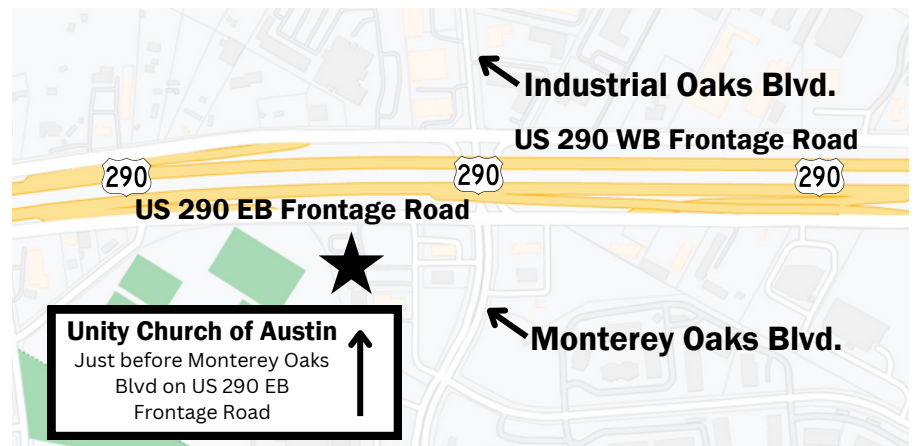 Industrial Oaks Blvd.
US 290 WB Frontage Road
290
290
290
US 290 EB Frontage Road
Unity Church of Austin
Just before Monterey Oaks
Blvd on US 290 EB
Frontage Road
Monterey Oaks Blvd.